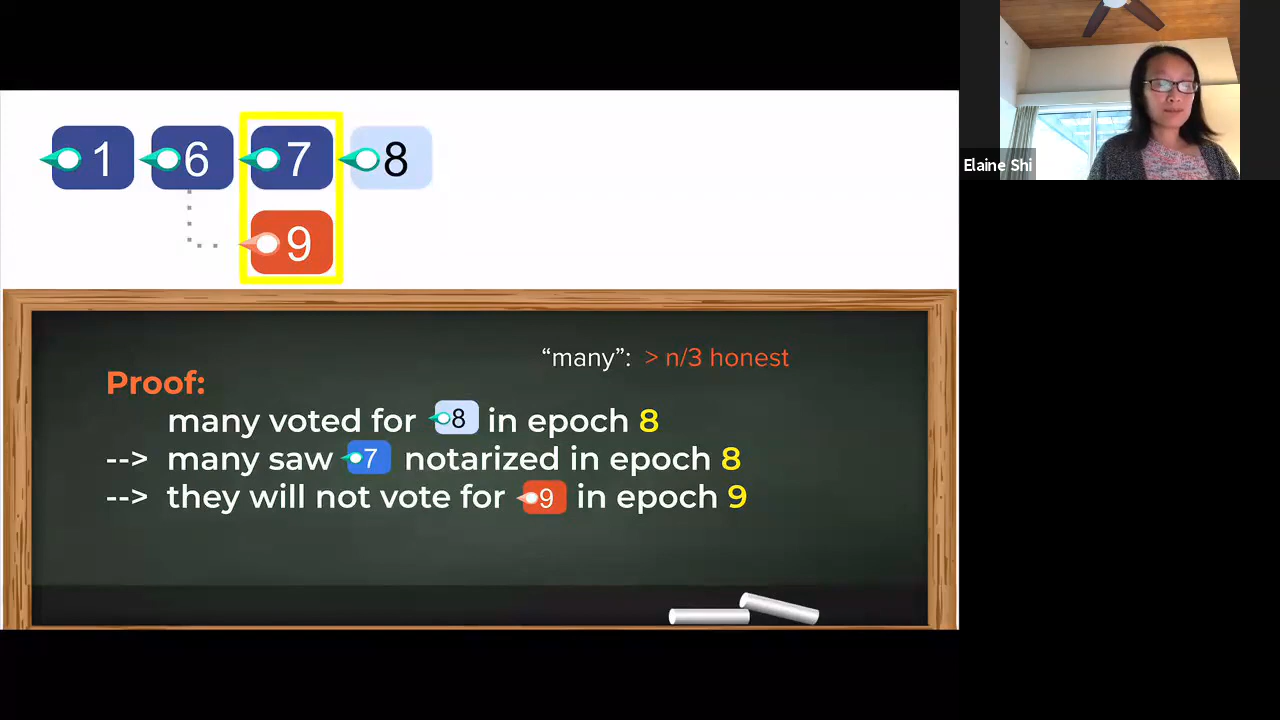 1 6 7 8
9
Elaine Shi
“many”: > n/3 honest
Proof:
many voted for 8 in epoch 8
--> many saw 7 notarized in epoch 8
--> they will not vote for 9 in epoch 9